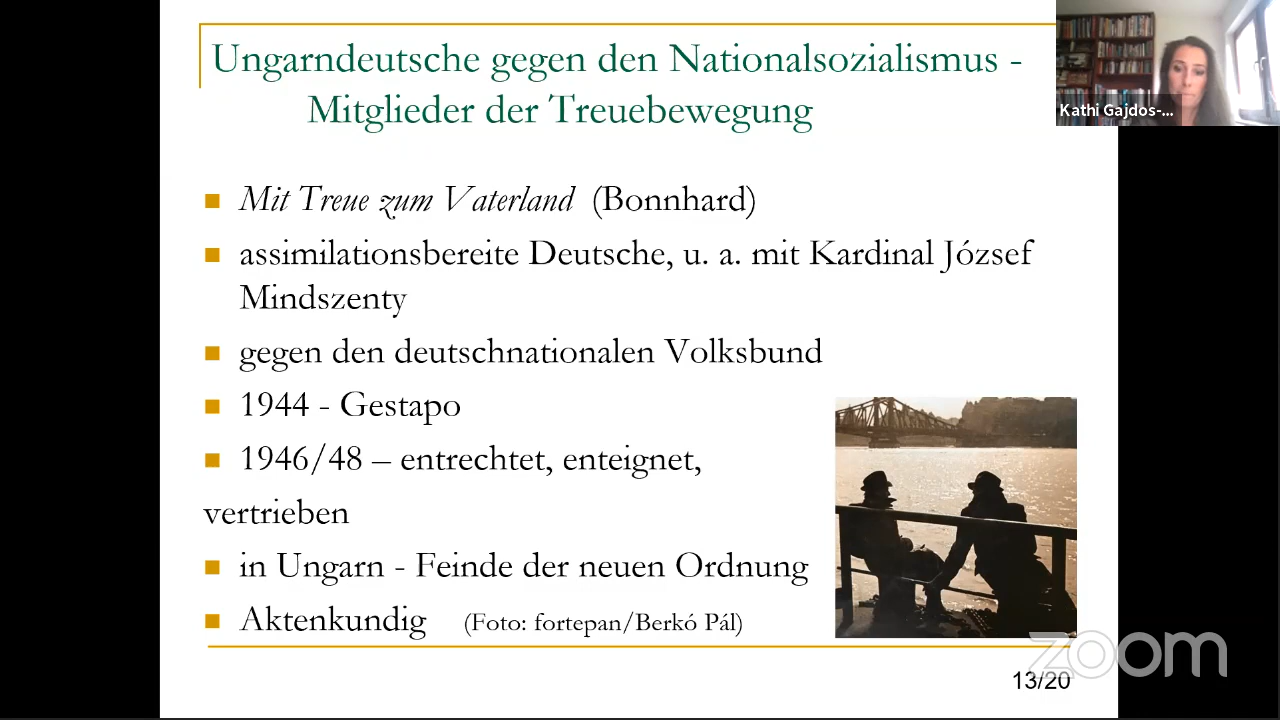 Ungarndeutsche gegen den Nationalsozialismus -
Mitglieder der Treuebewegung
Kathi Gajdos-...
Mit Treue zum Vaterland (Bonnhard)
assimilationsbereite Deutsche, u. a. mit Kardinal József
Mindszenty
gegen den deutschnationalen Volksbund
1944 - Gestapo
1946/48 – entrechtet, enteignet,
vertrieben
in Ungarn - Feinde der neuen Ordnung
Aktenkundig (Foto: fortepan/Berkó Pál)
zoom
13/20